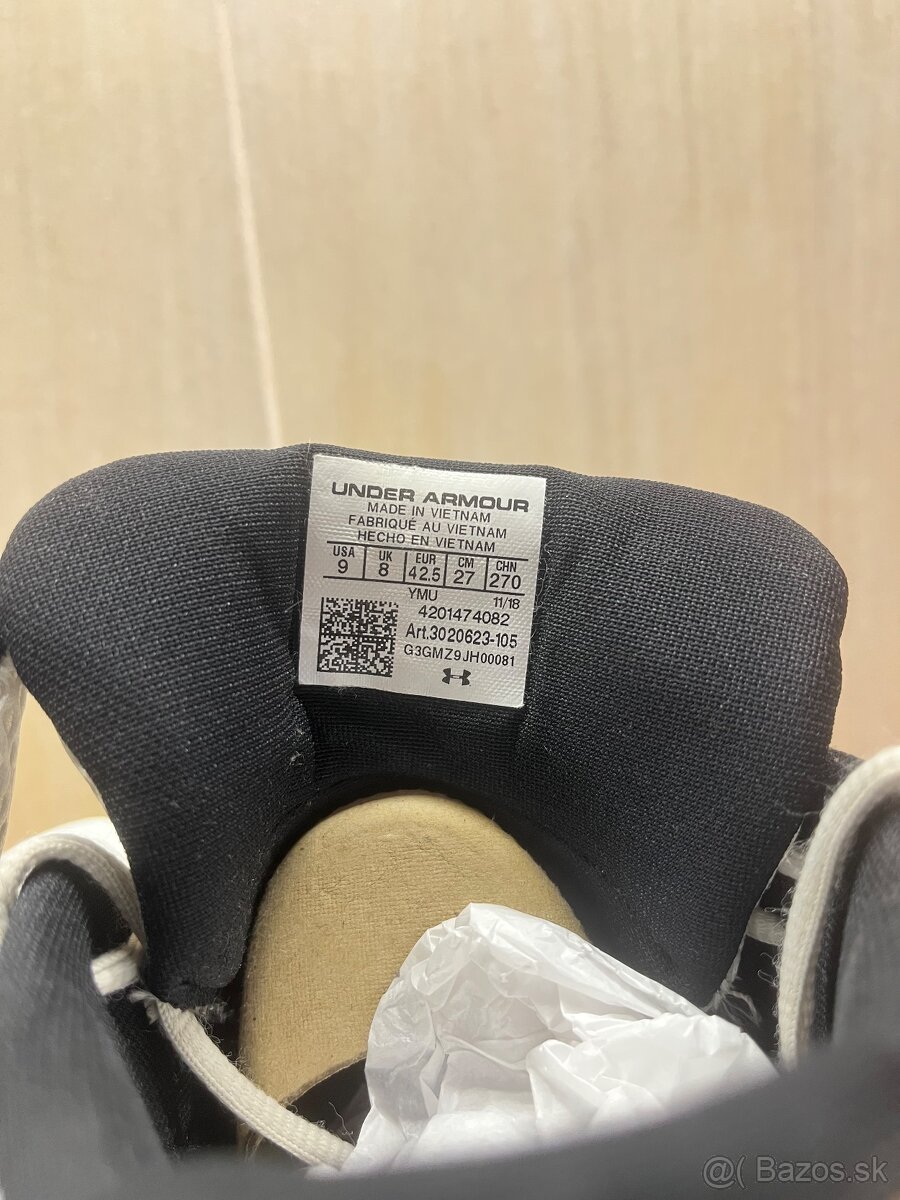 UNDER ARMOUR
MADE IN VIETNAM
FABRIQUÉ AU VIETNAM
HECHO EN VIETNAM
USA UK EUR CM CHN
9 8 42.5 27 270
YMU 11/18
4201474082
Art.3020623-105
G3GMZ9JH00081
@( Bazos.sk